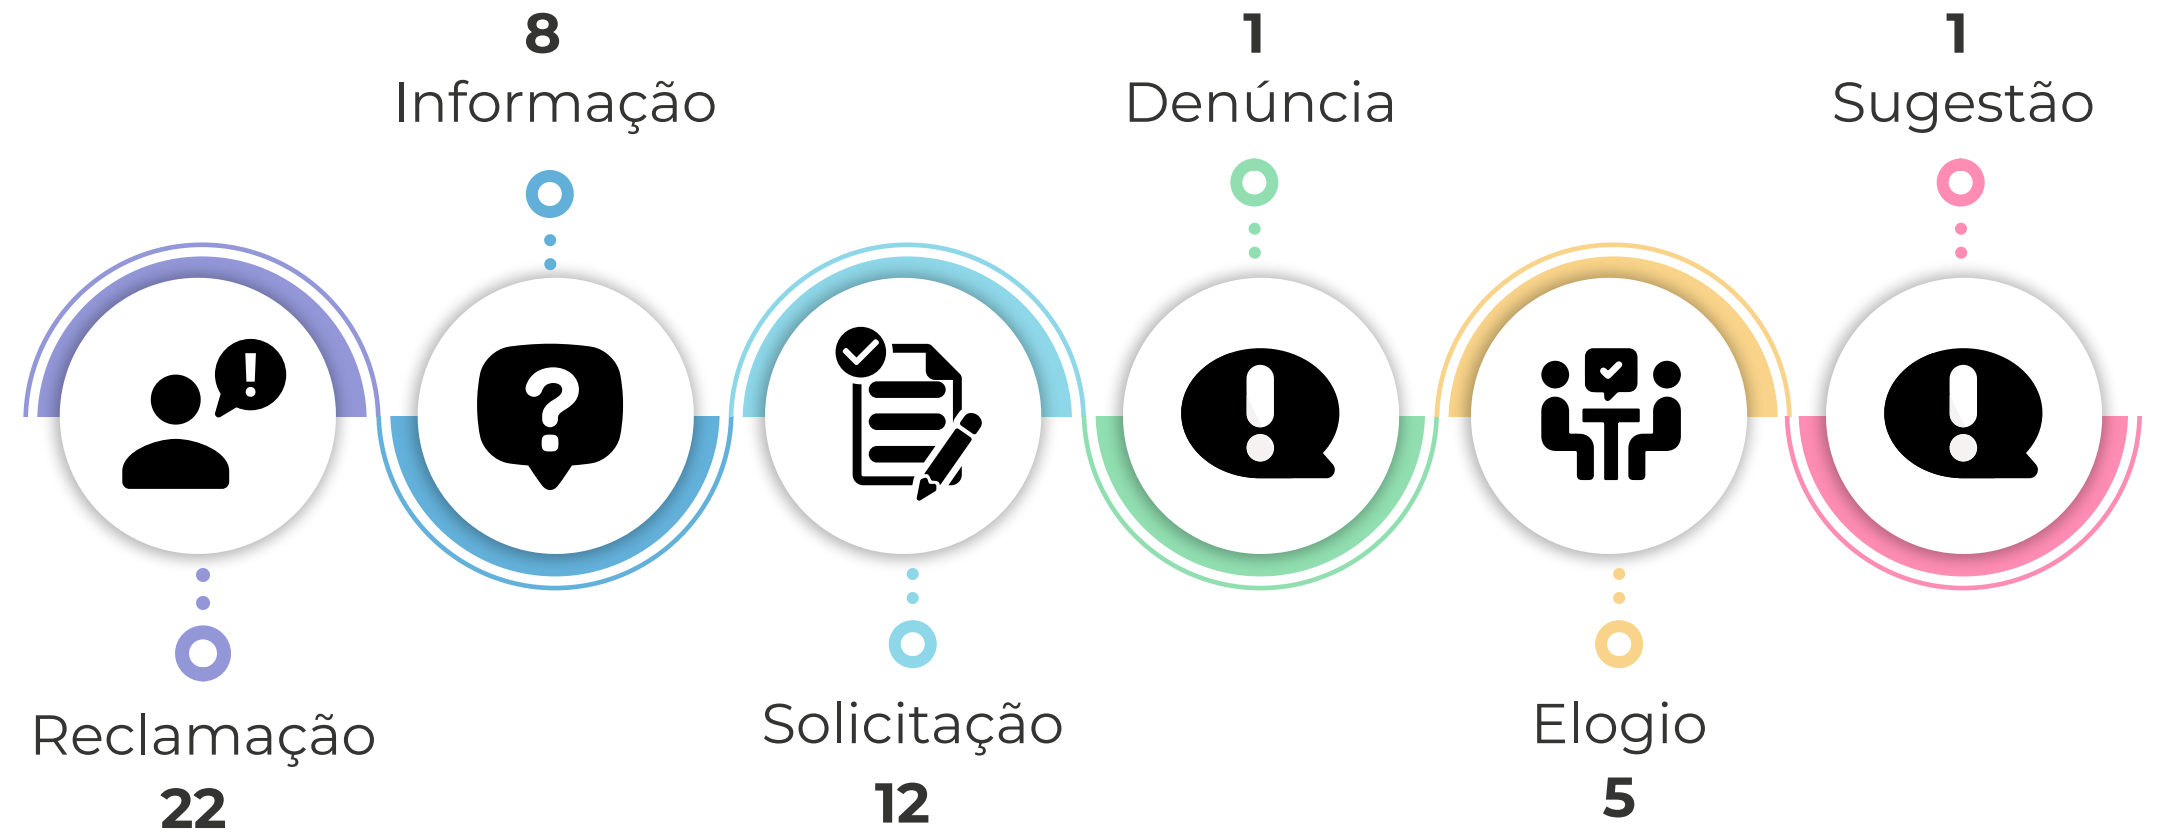 8
Informação
1
Denúncia
1
Sugestão
Reclamação
22
Solicitação
12
Elogio
5